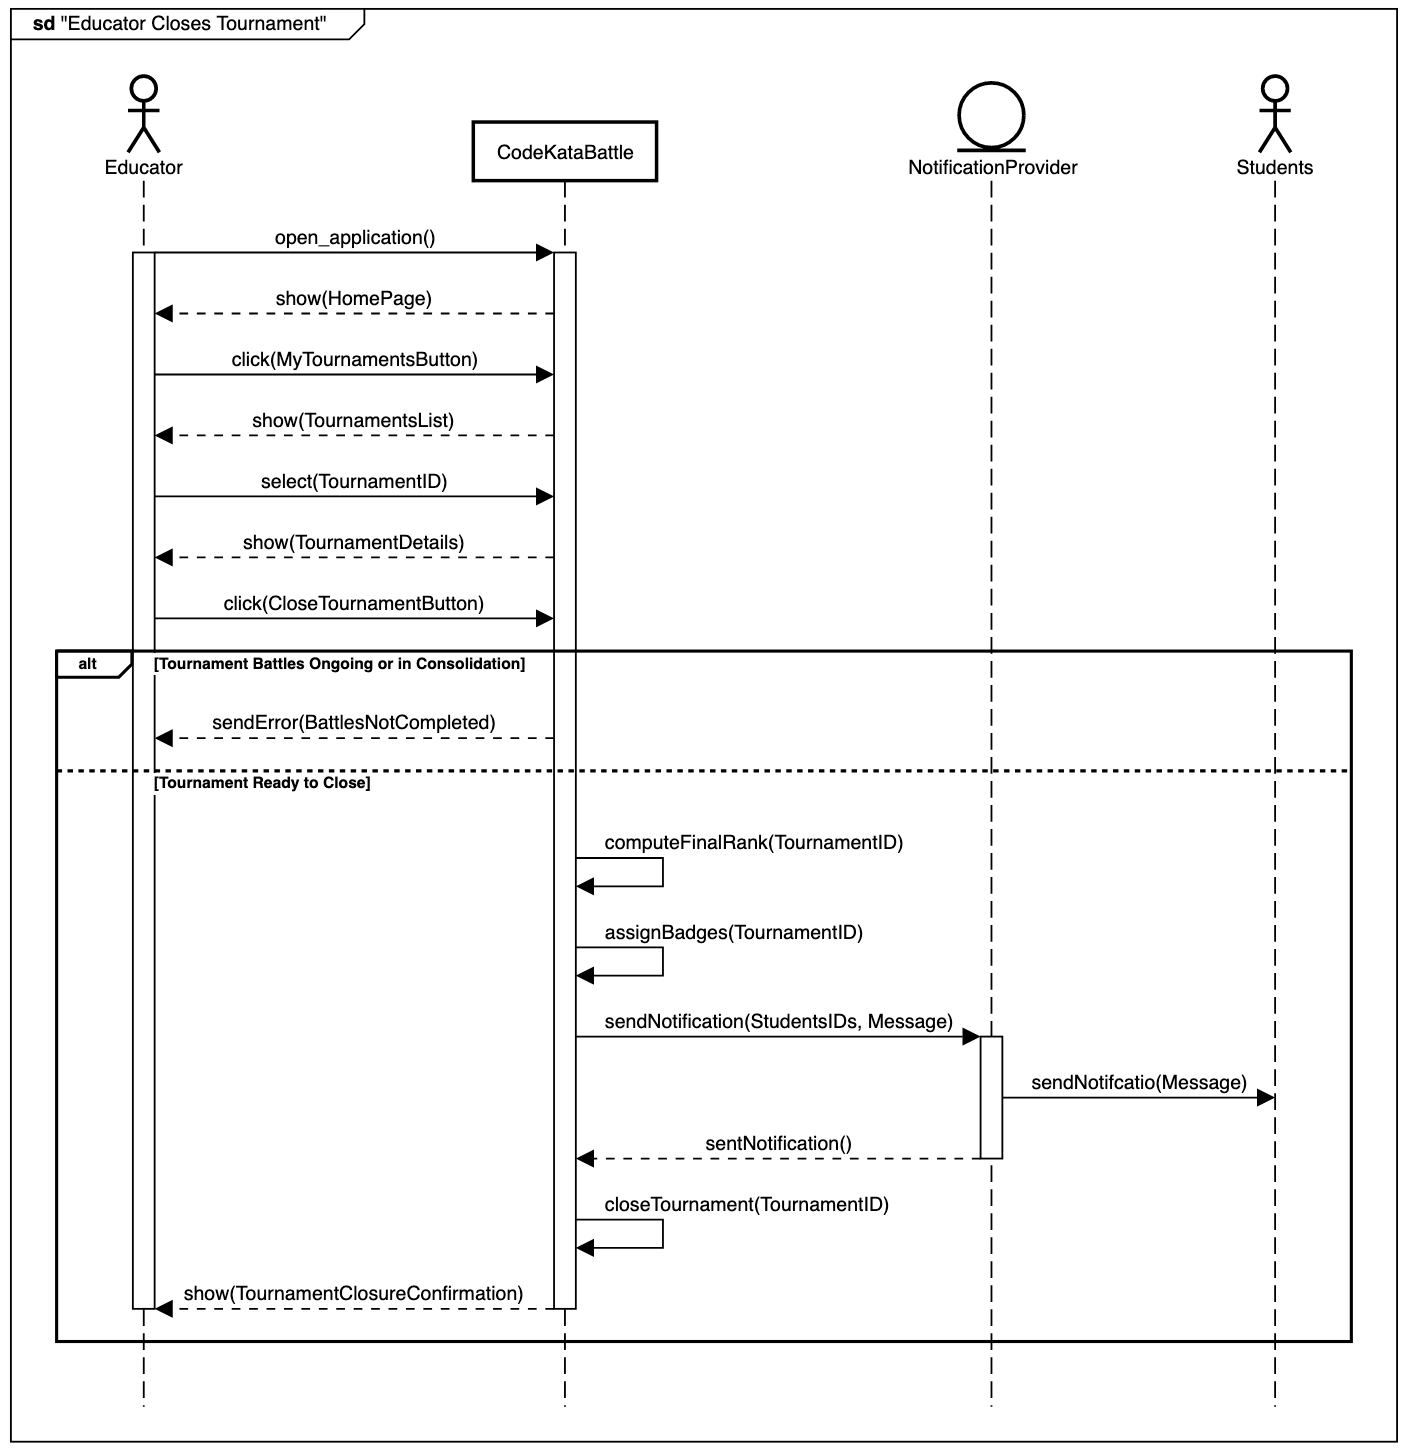 sd "Educator Closes Tournament"
Educator
CodeKataBattle
NotificationProvider
Students
open_application()
show(HomePage)
click(MyTournamentsButton)
show(TournamentsList)
select(TournamentID)
show(TournamentDetails)
click(CloseTournamentButton)
alt
[Tournament Battles Ongoing or in Consolidation]
sendError(BattlesNotCompleted)
[Tournament Ready to Close]
computeFinalRank(TournamentID)
assignBadges(TournamentID)
sendNotification(StudentsIDs, Message)
sendNotifcatio(Message)
sentNotification()
closeTournament(TournamentID)
show(TournamentClosureConfirmation)